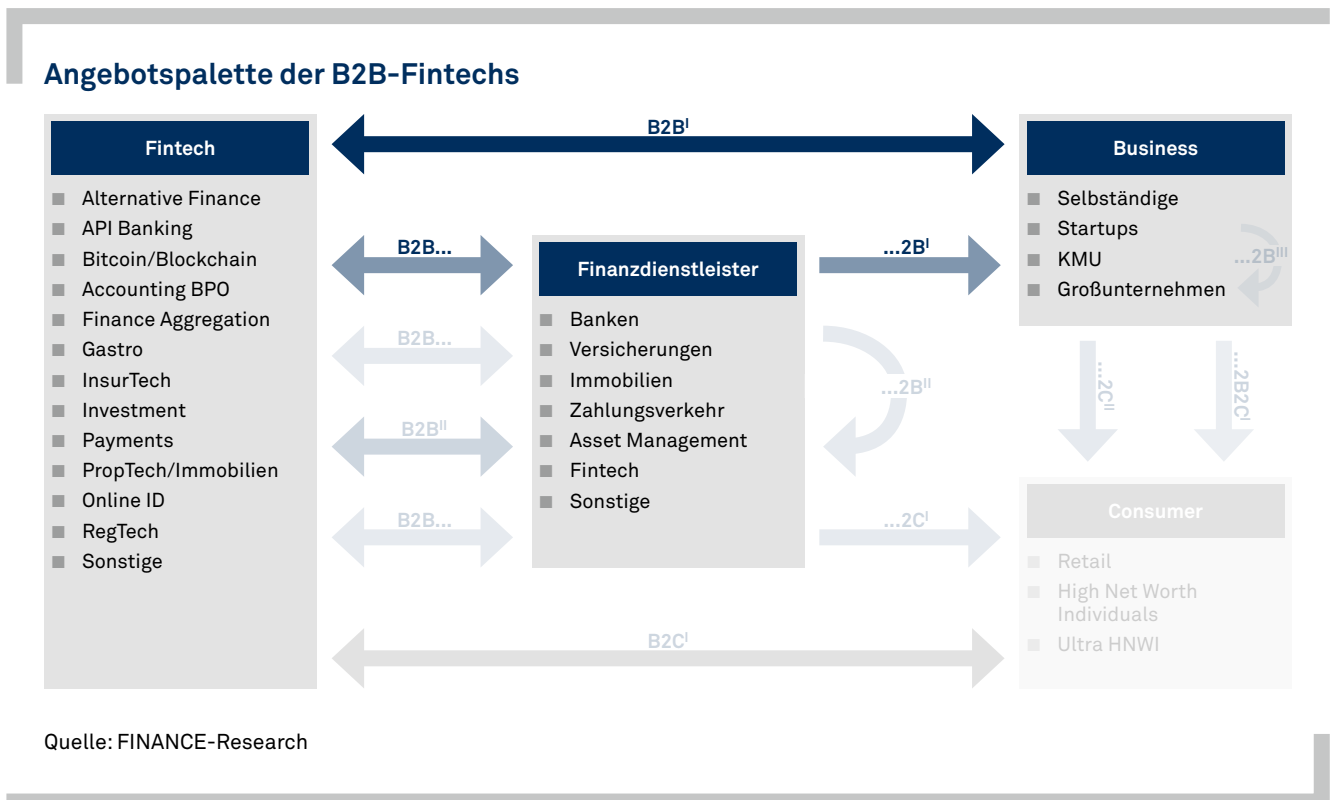 Angebotspalette der B2B-Fintechs
Fintech
Alternative Finance
API Banking
Bitcoin/Blockchain
Accounting BPO
Finance Aggregation
Gastro
InsurTech
Investment
Payments
PropTech/Immobilien
Online ID
RegTech
Sonstige
B2Bᴵ
B2B...
B2B...
B2Bᴵᴵ
B2B...
B2Cᴵ
Finanzdienstleister
Banken
Versicherungen
Immobilien
Zahlungsverkehr
Asset Management
Fintech
Sonstige
...2Bᴵ
...2Bᴵᴵ
...2Cᴵ
Business
Selbständige
Startups
KMU
Großunternehmen
...2Bᴵᴵᴵ
...2Cᴵᴵ
...2B2Cᴵ
Consumer
Retail
High Net Worth
Individuals
Ultra HNWI
Quelle: FINANCE-Research